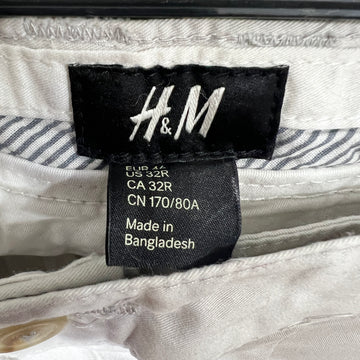 H&M
US 32R
CA 32R
CN 170/80A
Made in
Bangladesh